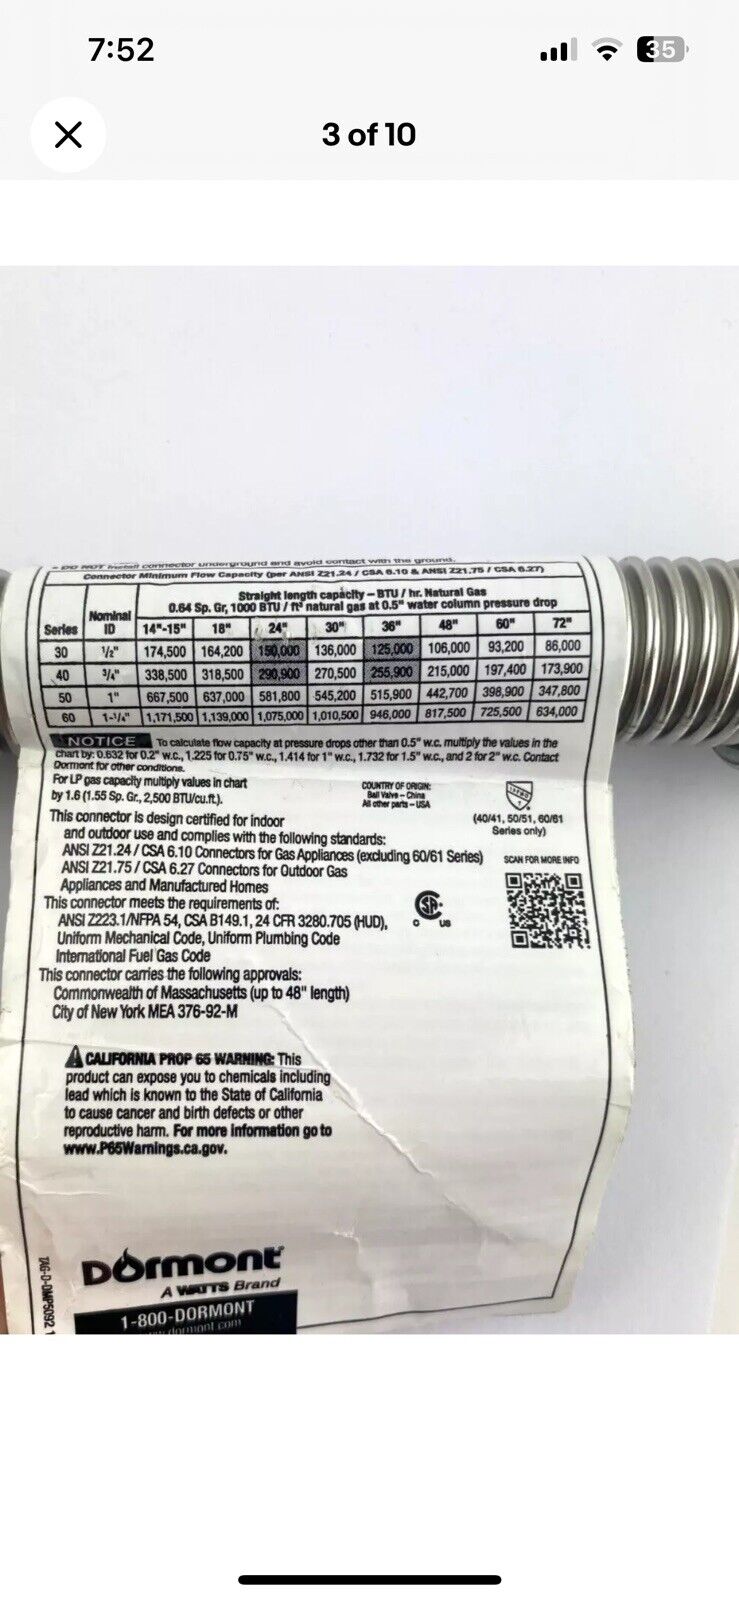 7:52
35
3 of 10
- DO NOT install connector underground and avoid contact with the ground.
Connector Minimum Flow Capacity (per ANSI Z21.24 / CSA 6.10 & ANSI Z21.75 / CSA 6.27)
Straight length capacity – BTU / hr. Natural Gas
0.64 Sp. Gr, 1000 BTU / ft³ natural gas at 0.5" water column pressure drop
Series Nominal ID 14"-15" 18" 24" 30" 36" 48" 60" 72"
30 1/2" 174,500 164,200 150,000 136,000 125,000 106,000 93,200 86,000
40 3/4" 338,500 318,500 290,900 270,500 255,900 215,000 197,400 173,900
50 1" 667,500 637,000 581,800 545,200 515,900 442,700 398,900 347,800
60 1-1/4" 1,171,500 1,139,000 1,075,000 1,010,500 946,000 817,500 725,500 634,000
NOTICE To calculate flow capacity at pressure drops other than 0.5" w.c. multiply the values in the
chart by: 0.632 for 0.2" w.c., 1.225 for 0.75" w.c., 1.414 for 1" w.c., 1.732 for 1.5" w.c., and 2 for 2" w.c. Contact
Dormont for other conditions.
For LP gas capacity multiply values in chart
by 1.6 (1.55 Sp. Gr., 2,500 BTU/cu.ft.).
COUNTRY OF ORIGIN:
Ball Valve – China
All other parts – USA
(40/41, 50/51, 60/61
Series only)
This connector is design certified for indoor
and outdoor use and complies with the following standards:
ANSI Z21.24 / CSA 6.10 Connectors for Gas Appliances (excluding 60/61 Series)
ANSI Z21.75 / CSA 6.27 Connectors for Outdoor Gas
Appliances and Manufactured Homes
SCAN FOR MORE INFO
This connector meets the requirements of:
ANSI Z223.1/NFPA 54, CSA B149.1, 24 CFR 3280.705 (HUD),
Uniform Mechanical Code, Uniform Plumbing Code
International Fuel Gas Code
C US
This connector carries the following approvals:
Commonwealth of Massachusetts (up to 48" length)
City of New York MEA 376-92-M
CALIFORNIA PROP 65 WARNING: This
product can expose you to chemicals including
lead which is known to the State of California
to cause cancer and birth defects or other
reproductive harm. For more information go to
www.P65Warnings.ca.gov.
Dormont
A WATTS Brand
1-800-DORMONT
dormont.com
TAG-D-DMP5092